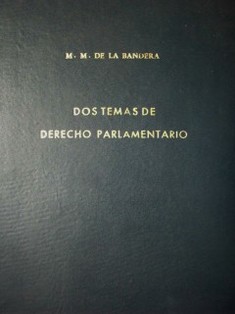 M. M. DE LA BANDERA
DOS TEMAS DE
DERECHO PARLAMENTARIO